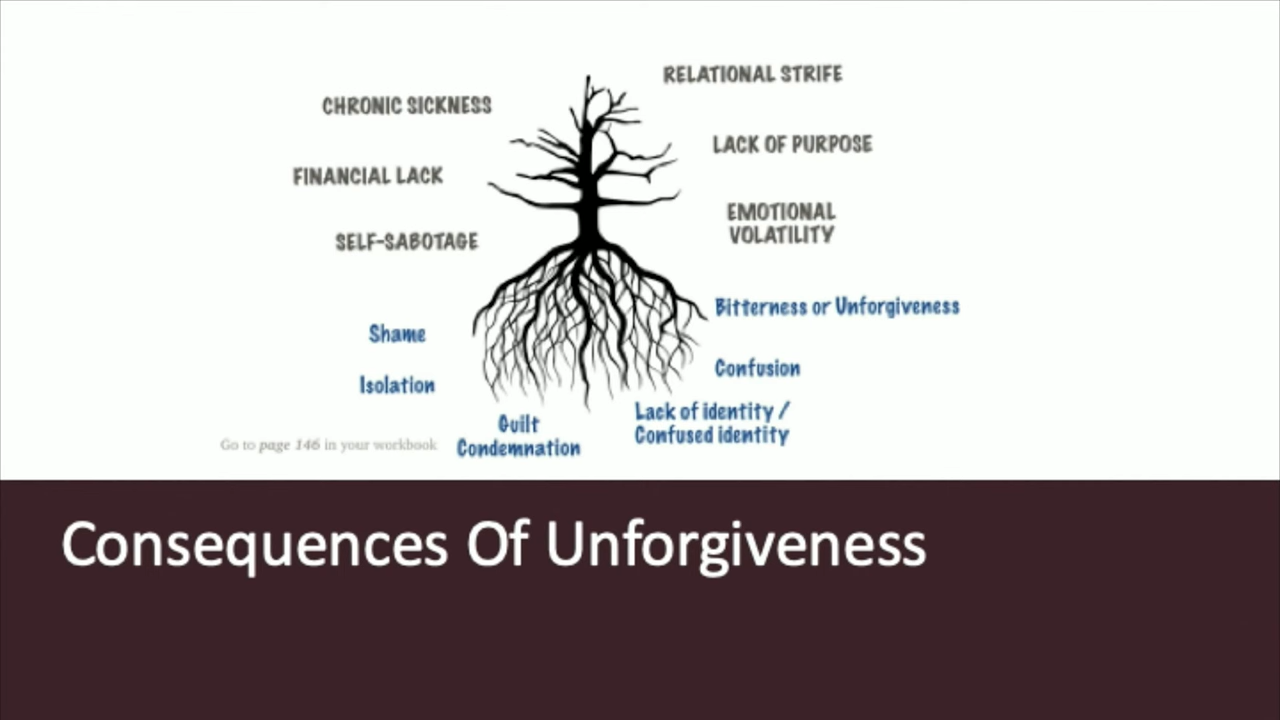 RELATIONAL STRIFE
CHRONIC SICKNESS
LACK OF PURPOSE
FINANCIAL LACK
EMOTIONAL
VOLATILITY
SELF-SABOTAGE
Bitterness or Unforgiveness
Shame
Confusion
Isolation
Lack of identity /
Confused identity
Guilt
Condemnation
Go to page 146 in your workbook
Consequences Of Unforgiveness